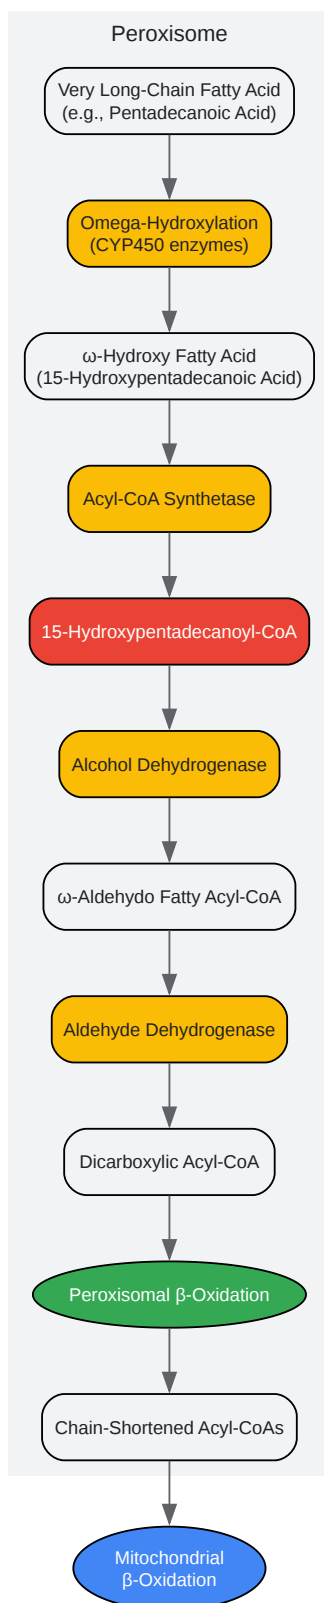 Peroxisome
Very Long-Chain Fatty Acid
(e.g., Pentadecanoic Acid)
Omega-Hydroxylation
(CYP450 enzymes)
ω-Hydroxy Fatty Acid
(15-Hydroxypentadecanoic Acid)
Acyl-CoA Synthetase
15-Hydroxypentadecanoyl-CoA
Alcohol Dehydrogenase
ω-Aldehydo Fatty Acyl-CoA
Aldehyde Dehydrogenase
Dicarboxylic Acyl-CoA
Peroxisomal β-Oxidation
Chain-Shortened Acyl-CoAs
Mitochondrial
β-Oxidation